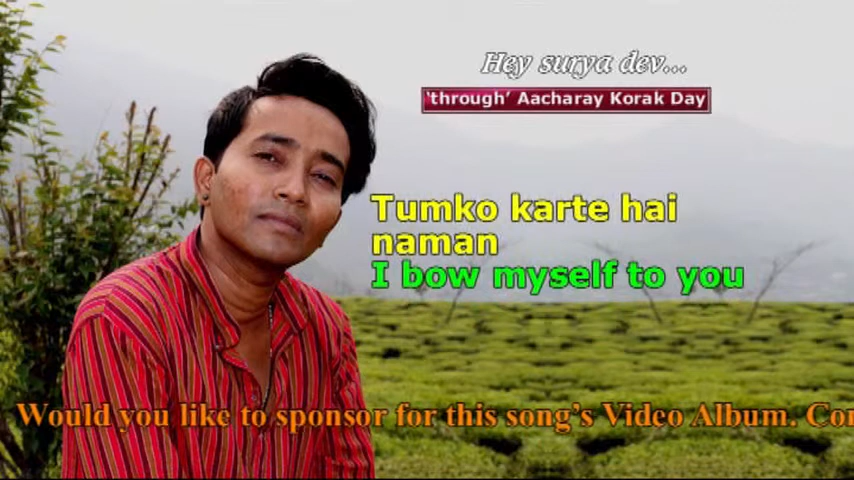 Hey surya dev...
'through' Aacharay Korak Day
Tumko karte hai
naman
I bow myself to you
Would you like to sponsor for this song's Video Album.